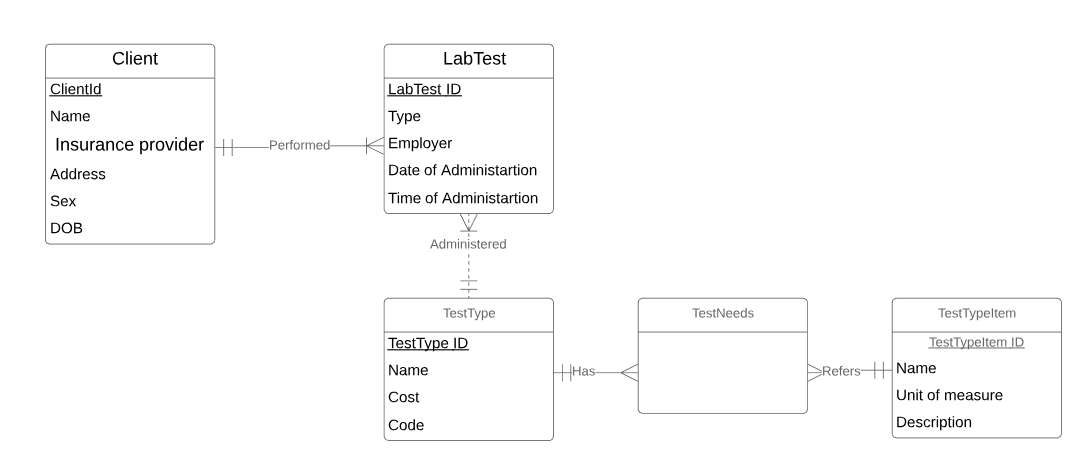 Client
ClientId
Name
Insurance provider
Address
Sex
DOB
Performed
LabTest
LabTest ID
Type
Employer
Date of Administartion
Time of Administartion
Administered
TestType
TestType ID
Name
Cost
Code
Has
TestNeeds
Refers
TestTypeItem
TestTypeItem ID
Name
Unit of measure
Description